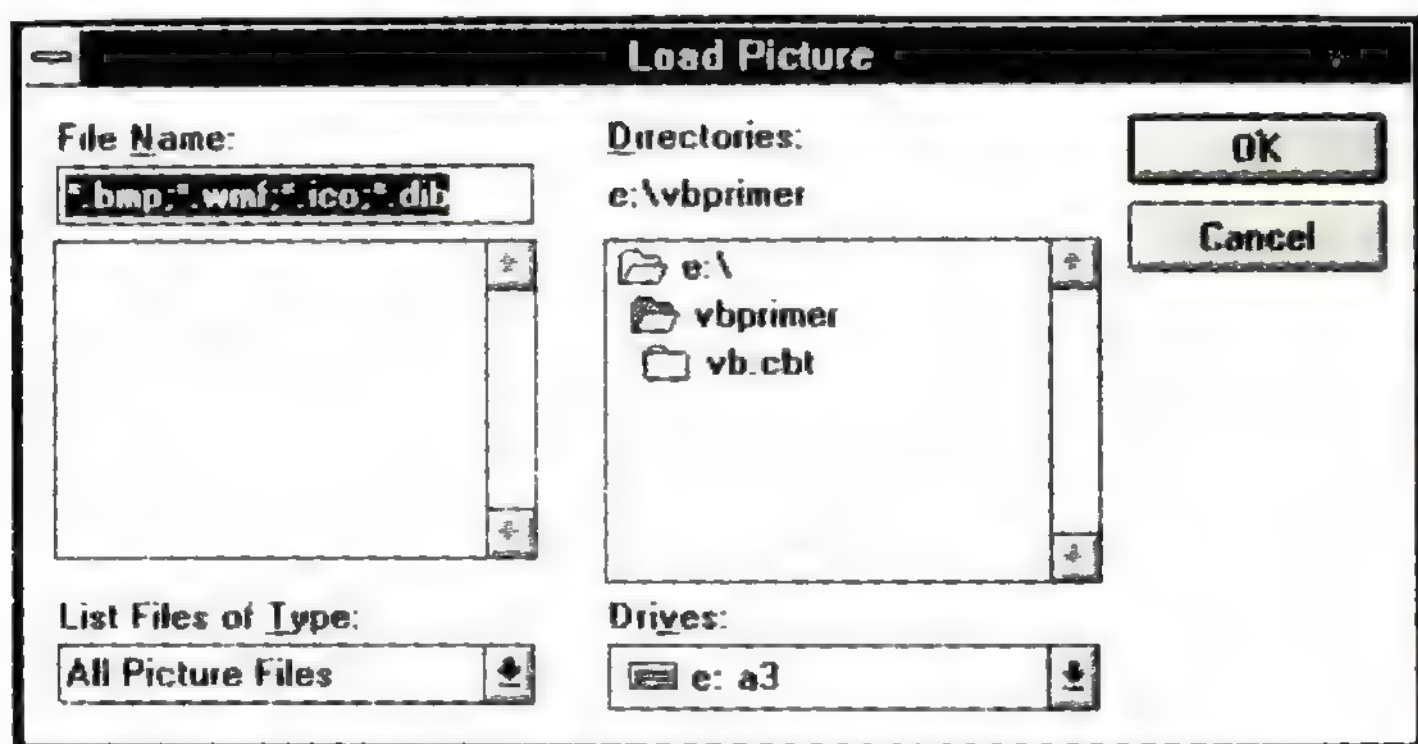 Load Picture
File Name:
*.bmp;*.wmf;*.ico;*.dib
List Files of Type:
All Picture Files
Directories:
e:\vbprimer
e:\
vbprimer
vb.cbt
Drives:
e: a3
OK
Cancel